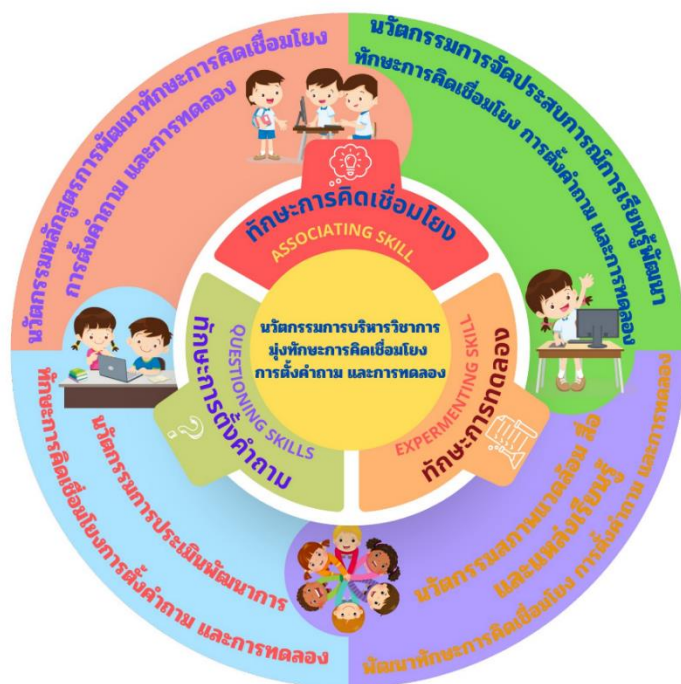 นวัตกรรมหลักสูตรการพัฒนาทักษะการคิดเชื่อมโยง
การตั้งคำถาม และการทดลอง
นวัตกรรมการจัดประสบการณ์การเรียนรู้พัฒนา
ทักษะการคิดเชื่อมโยง การตั้งคำถาม และการทดลอง
ทักษะการคิดเชื่อมโยง
ASSOCIATING SKILL
นวัตกรรมการบริหารวิชาการ
มุ่งทักษะการคิดเชื่อมโยง
การตั้งคำถาม และการทดลอง
QUESTIONING SKILLS
ทักษะการตั้งคำถาม
EXPERMENTING SKILL
ทักษะการทดลอง
นวัตกรรมการประเมินพัฒนาการ
ทักษะการคิดเชื่อมโยงการตั้งคำถาม และการทดลอง
นวัตกรรมสภาพแวดล้อม สื่อ
และแหล่งเรียนรู้
พัฒนาทักษะการคิดเชื่อมโยง การตั้งคำถาม และการทดลอง